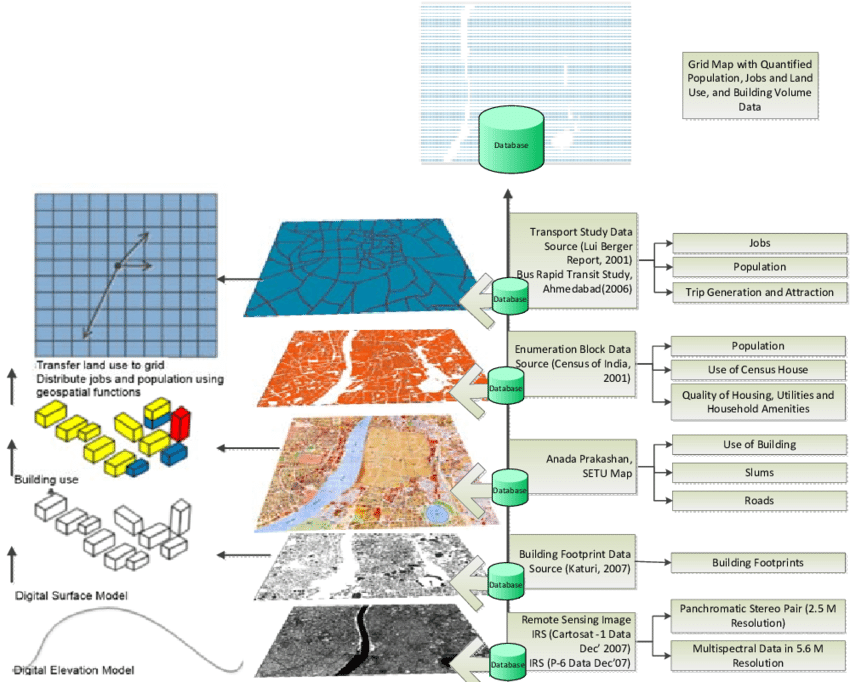 Grid Map with Quantified
Population, Jobs and Land
Use, and Building Volume
Data
Database
Transport Study Data
Source (Lui Berger
Report, 2001)
Bus Rapid Transit Study,
Ahmedabad(2006)
Jobs
Population
Trip Generation and Attraction
Database
Transfer land use to grid
Distribute jobs and population using
geospatial functions
Enumeration Block Data
Source (Census of India,
2001)
Population
Use of Census House
Quality of Housing, Utilities and
Household Amenities
Database
Building use
Anada Prakashan,
SETU Map
Use of Building
Slums
Roads
Database
Digital Surface Model
Building Footprint Data
Source (Katuri, 2007)
Building Footprints
Database
Digital Elevation Model
Remote Sensing Image
IRS (Cartosat -1 Data
Dec' 2007)
IRS (P-6 Data Dec'07)
Panchromatic Stereo Pair (2.5 M
Resolution)
Multispectral Data in 5.6 M
Resolution
Database